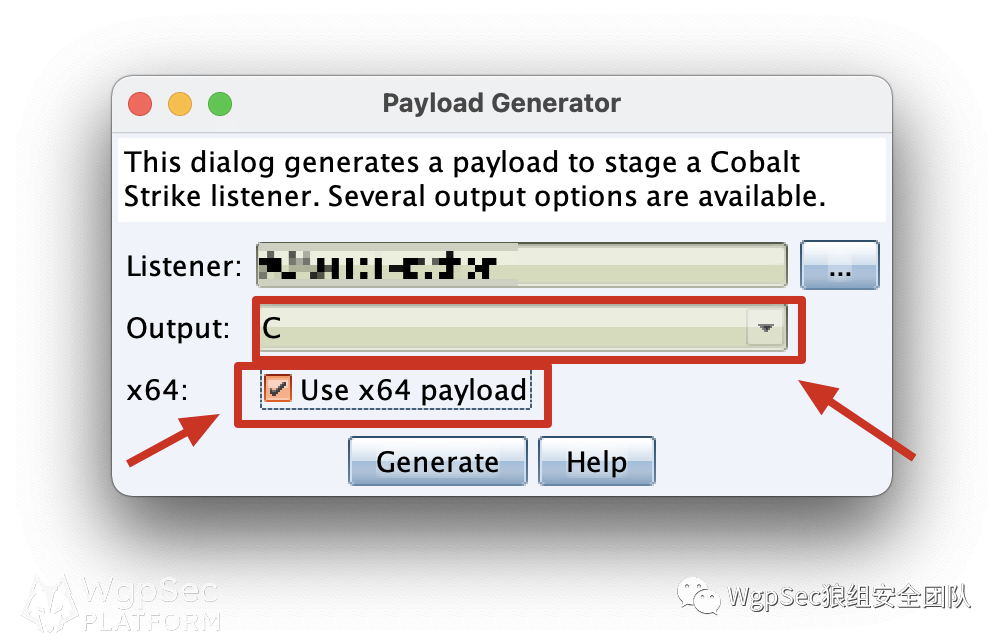 Payload Generator
This dialog generates a payload to stage a Cobalt
Strike listener. Several output options are available.
Listener:
...
Output:
C
x64:
Use x64 payload
Generate
Help
WgpSec
PLATFORM
WgpSec狼组安全团队